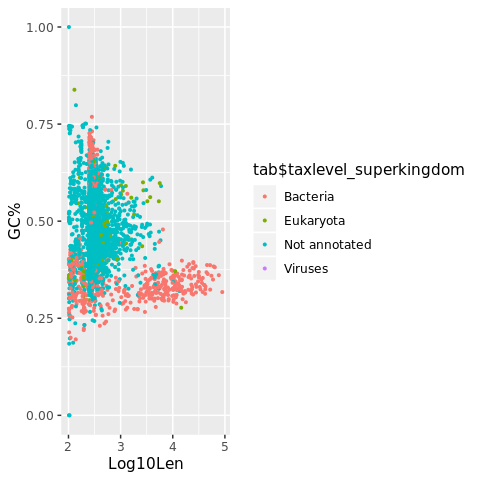 1.00
0.75
0.50
0.25
0.00
GC%
2
3
4
5
Log10Len
tab$taxlevel_superkingdom
Bacteria
Eukaryota
Not annotated
Viruses